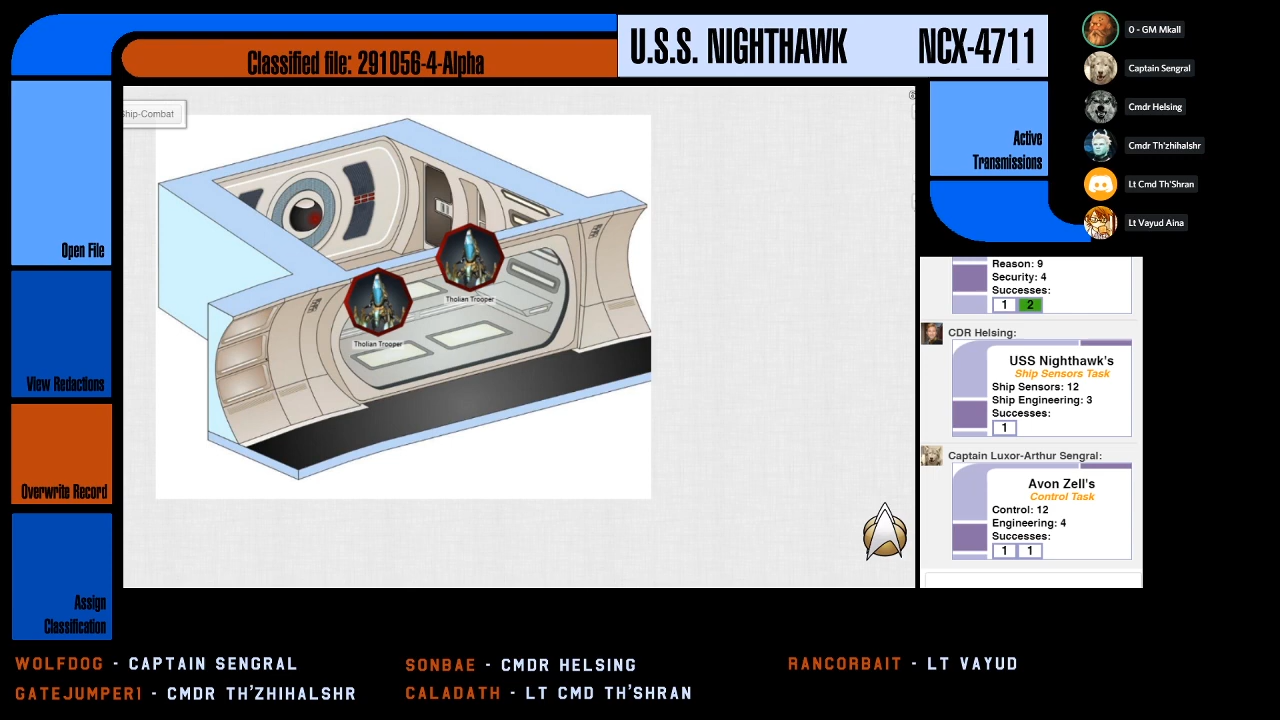 Classified file: 291056-4-Alpha
U.S.S. NIGHTHAWK NCX-4711
Open File
View Redactions
Overwrite Record
Assign
Classification
Ship-Combat
Tholian Trooper
Tholian Trooper
Active
Transmissions
0 - GM Mkall
Captain Sengral
Cmdr Helsing
Cmdr Th'zhihalshr
Lt Cmd Th'Shran
Lt Vayud Aina
Reason: 9
Security: 4
Successes:
1 2
CDR Helsing:
USS Nighthawk's
Ship Sensors Task
Ship Sensors: 12
Ship Engineering: 3
Successes:
1
Captain Luxor-Arthur Sengral:
Avon Zell's
Control Task
Control: 12
Engineering: 4
Successes:
1 1
WOLFDOG - CAPTAIN SENGRAL
SONBAE - CMDR HELSING
RANCORBAIT - LT VAYUD
GATEJUMPER1 - CMDR TH'ZHIHALSHR
CALADATH - LT CMD TH'SHRAN